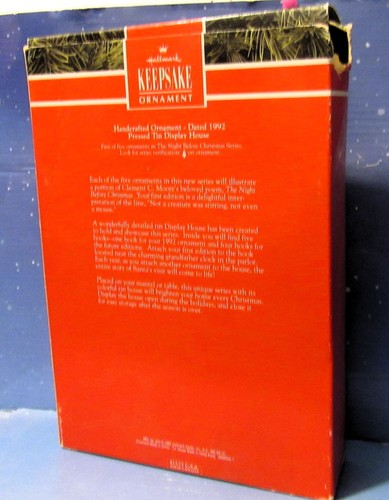 Hallmark
KEEPSAKE
ORNAMENT
Handcrafted Ornament - Dated 1992
Pressed Tin Display House
First of five ornaments in The Night Before Christmas Series.
Look for series verification on ornament.
Each of the five ornaments in this new series will illustrate
a portion of Clement C. Moore's beloved poem, The Night
Before Christmas. Your first edition is a delightful inter-
pretation of the line, "Not a creature was stirring, not even
a mouse."
A wonderfully detailed tin Display House has been created
to hold and showcase this series. Inside you will find five
hooks-one hook for your 1992 ornament and four hooks for
the future editions. Attach your first edition to the hook
located near the charming grandfather clock in the parlor.
Each year, as you attach another ornament to the house, the
entire story of Santa's visit will come to life!
Placed on your mantel or table, this unique series with its
colorful tin house will brighten your home every Christmas.
Display the house open during the holidays, and close it
for easy storage after the season is over.